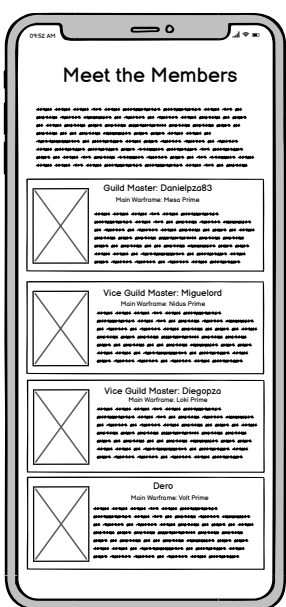 09:52 AM
Meet the Members
Guild Master: Danielpza83
Main Warframe: Mesa Prime
Vice Guild Master: Miguelord
Main Warframe: Nidus Prime
Vice Guild Master: Diegopza
Main Warframe: Loki Prime
Dero
Main Warframe: Volt Prime